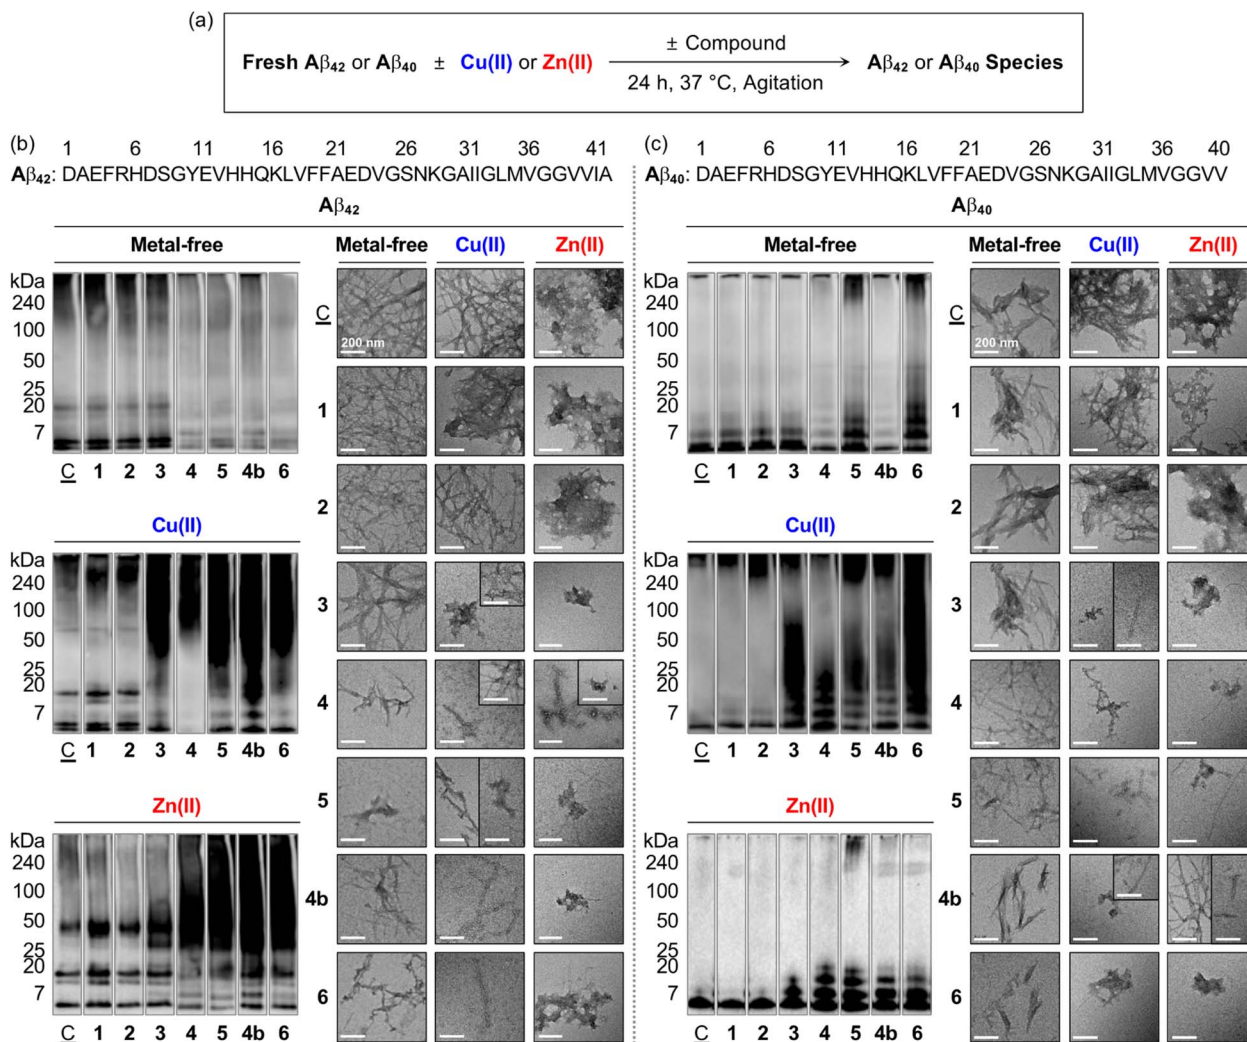 (a)
Fresh Aβ42 or Aβ40 ± Cu(II) or Zn(II)
± Compound
24 h, 37 °C, Agitation
Aβ42 or Aβ40 Species
(b)
1 6 11 16 21 26 31 36 41
Aβ42: DAEFRHDSGYEVHHQKLVFFAEDVGSNKGAIIGLMVGGVVIA
Aβ42
Metal-free
kDa
240
100
50
25
20
7
C 1 2 3 4 5 4b 6
Cu(II)
kDa
240
100
50
25
20
7
C 1 2 3 4 5 4b 6
Zn(II)
kDa
240
100
50
25
20
7
C 1 2 3 4 5 4b 6
Metal-free Cu(II) Zn(II)
C
200 nm
1
2
3
4
5
4b
6
(c)
1 6 11 16 21 26 31 36 40
Aβ40: DAEFRHDSGYEVHHQKLVFFAEDVGSNKGAIIGLMVGGVV
Aβ40
Metal-free
kDa
240
100
50
25
20
7
C 1 2 3 4 5 4b 6
Cu(II)
kDa
240
100
50
25
20
7
C 1 2 3 4 5 4b 6
Zn(II)
kDa
240
100
50
25
20
7
C 1 2 3 4 5 4b 6
Metal-free Cu(II) Zn(II)
C
200 nm
1
2
3
4
5
4b
6